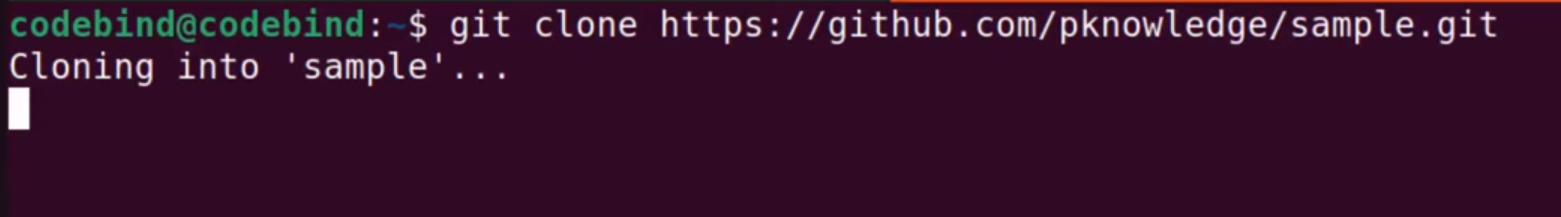 codebind@codebind:~$ git clone https://github.com/pknowledge/sample.git
Cloning into 'sample'...